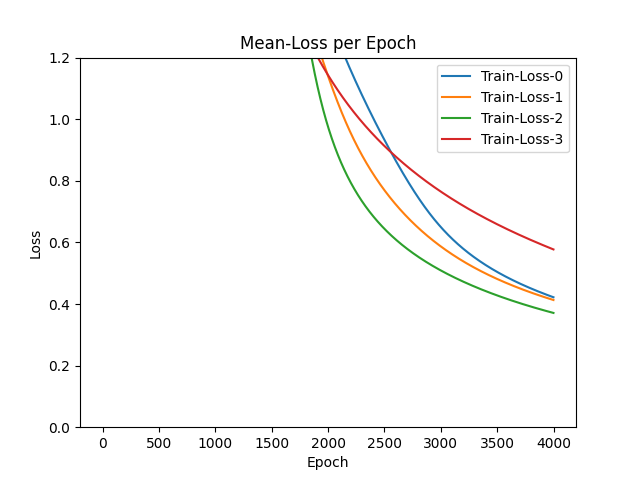 Mean-Loss per Epoch
Train-Loss-0
Train-Loss-1
Train-Loss-2
Train-Loss-3
1.2
1.0
0.8
0.6
0.4
0.2
0.0
Loss
0 500 1000 1500 2000 2500 3000 3500 4000
Epoch